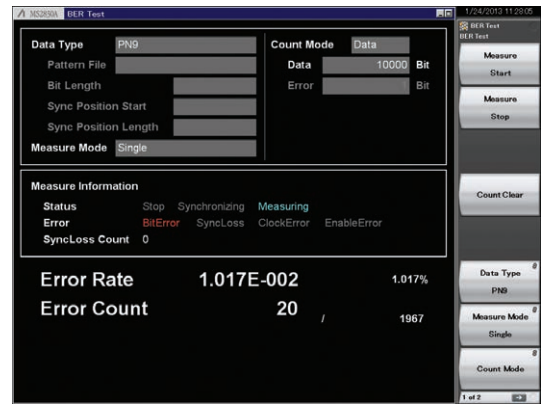 MS2850A BER Test
1/24/2013 11:28:05
BER Test
BER Test
Data Type PN9
Pattern File
Bit Length
Sync Position Start
Sync Position Length
Measure Mode Single
Count Mode Data
Data 10000 Bit
Error 1 Bit
Measure Information
Status Stop Synchronizing Measuring
Error BitError SyncLoss ClockError EnableError
SyncLoss Count 0
Error Rate 1.017E-002 1.017%
Error Count 20 / 1967
Measure
Start
Measure
Stop
Count Clear
Data Type
PN9
Measure Mode
Single
Count Mode
1 of 2